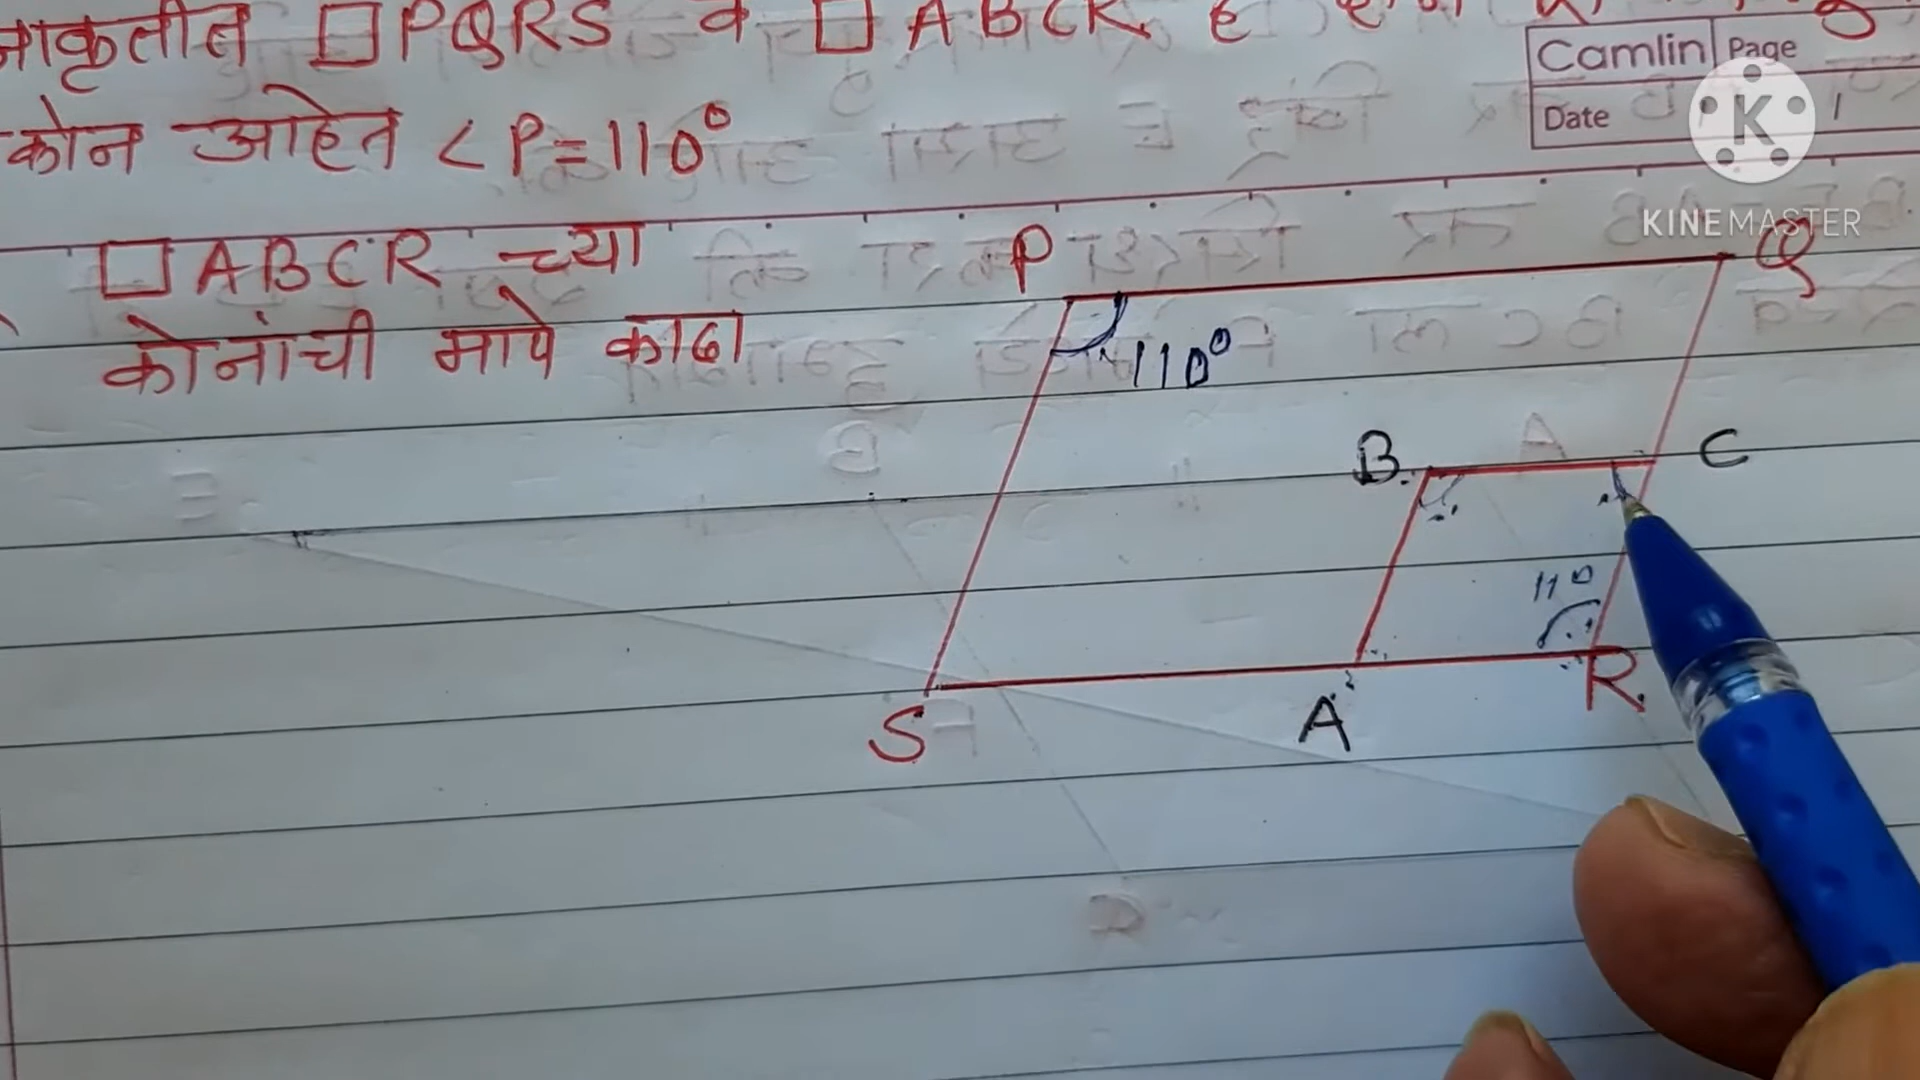 □PQRS व □ABCR हे
कोन आहेत < P = 110°
□ABCR च्या
कोनांची मापे काढा
Camlin Page
Date
K
KINEMASTER
P Q
110°
B C
110
S A R